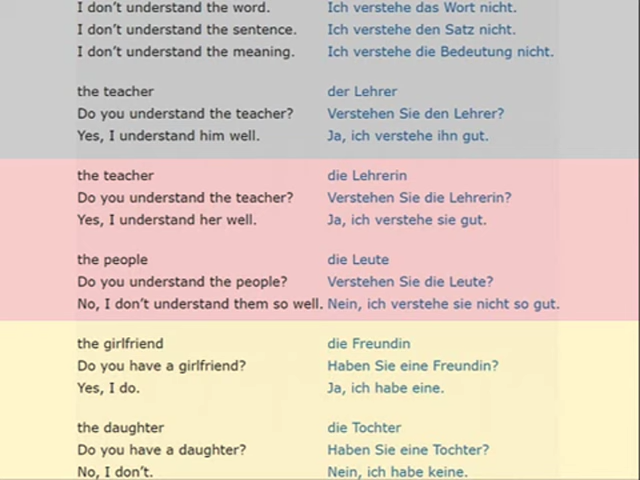 I don't understand the word. Ich verstehe das Wort nicht.
I don't understand the sentence. Ich verstehe den Satz nicht.
I don't understand the meaning. Ich verstehe die Bedeutung nicht.
the teacher der Lehrer
Do you understand the teacher? Verstehen Sie den Lehrer?
Yes, I understand him well. Ja, ich verstehe ihn gut.
the teacher die Lehrerin
Do you understand the teacher? Verstehen Sie die Lehrerin?
Yes, I understand her well. Ja, ich verstehe sie gut.
the people die Leute
Do you understand the people? Verstehen Sie die Leute?
No, I don't understand them so well. Nein, ich verstehe sie nicht so gut.
the girlfriend die Freundin
Do you have a girlfriend? Haben Sie eine Freundin?
Yes, I do. Ja, ich habe eine.
the daughter die Tochter
Do you have a daughter? Haben Sie eine Tochter?
No, I don't. Nein, ich habe keine.